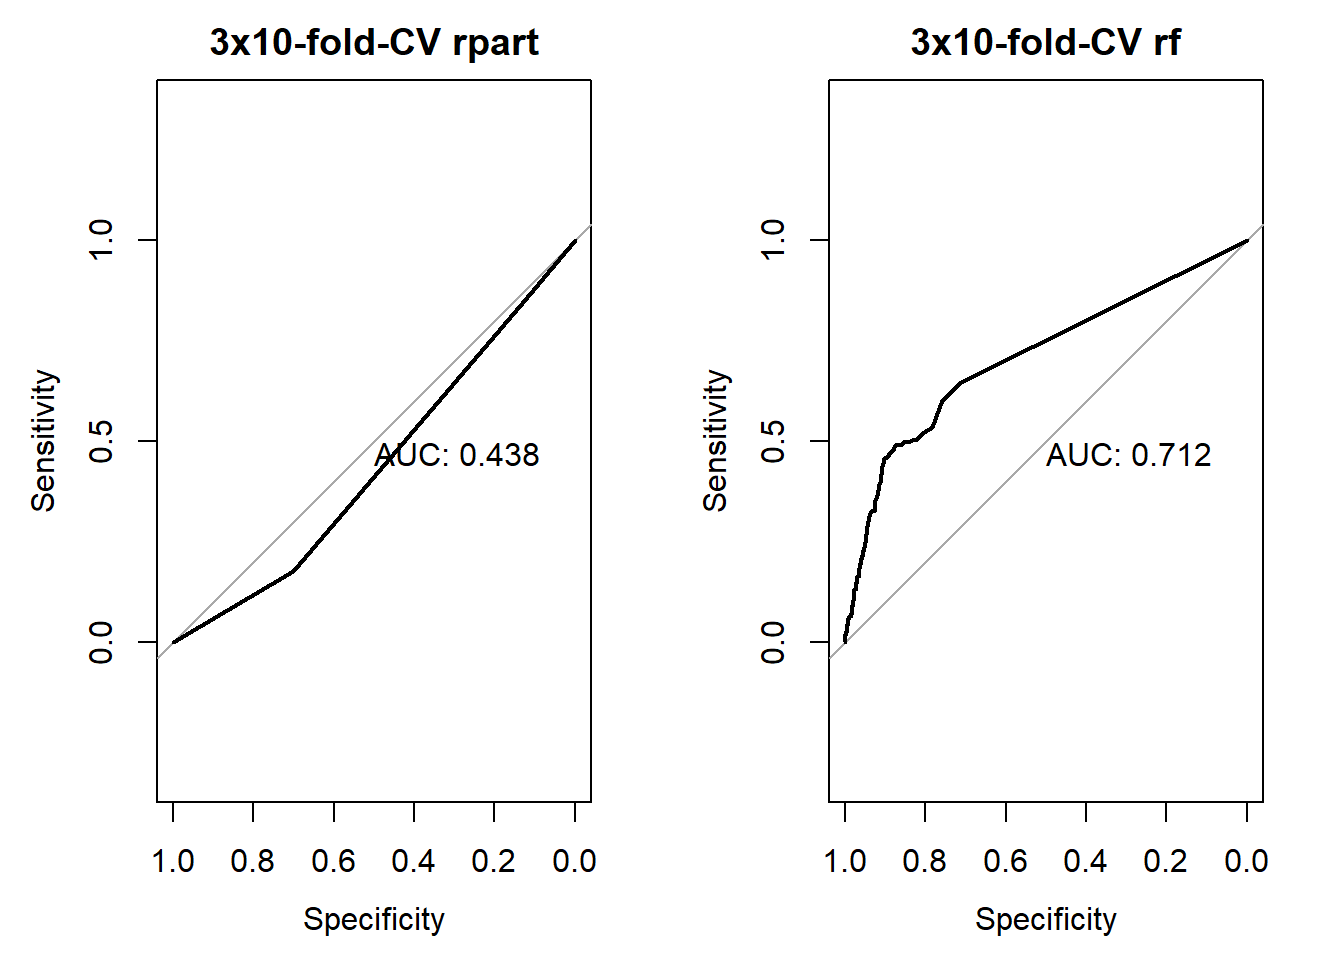 3x10-fold-CV rpart
Sensitivity
1.0
0.5
0.0
AUC: 0.438
1.0 0.8 0.6 0.4 0.2 0.0
Specificity
3x10-fold-CV rf
Sensitivity
1.0
0.5
0.0
AUC: 0.712
1.0 0.8 0.6 0.4 0.2 0.0
Specificity